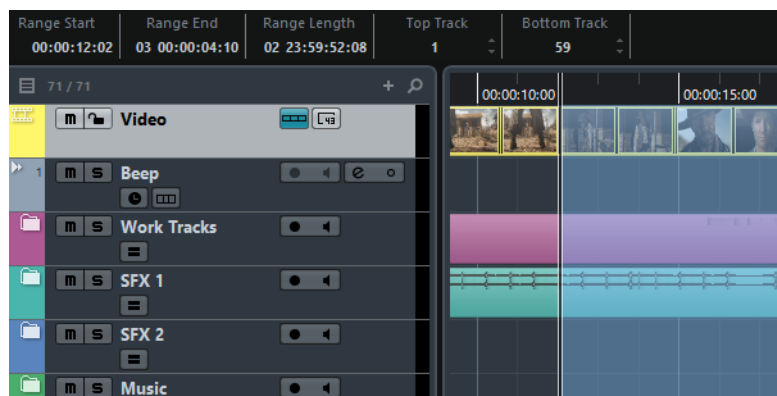 Range Start Range End Range Length Top Track Bottom Track
00:00:12:02 03 00:00:04:10 02 23:59:52:08 1 59
71 / 71 +
00:00:10:00 00:00:15:00
m Video
1 m S Beep e
m S Work Tracks
m S SFX 1
m S SFX 2
m S Music